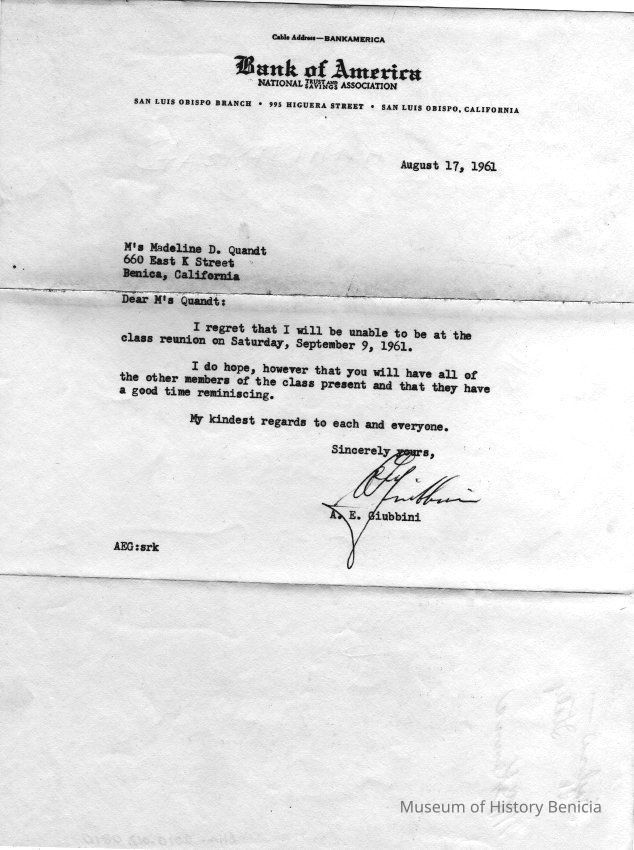 Cable Address—BANKAMERICA
Bank of America
NATIONAL TRUST AND SAVINGS ASSOCIATION
SAN LUIS OBISPO BRANCH • 995 HIGUERA STREET • SAN LUIS OBISPO, CALIFORNIA
August 17, 1961
M's Madeline D. Quandt
660 East K Street
Benica, California
Dear M's Quandt:
I regret that I will be unable to be at the
class reunion on Saturday, September 9, 1961.
I do hope, however that you will have all of
the other members of the class present and that they have
a good time reminiscing.
My kindest regards to each and everyone.
Sincerely yours,
A. E. Giubbini
AEG:srk
Museum of History Benicia